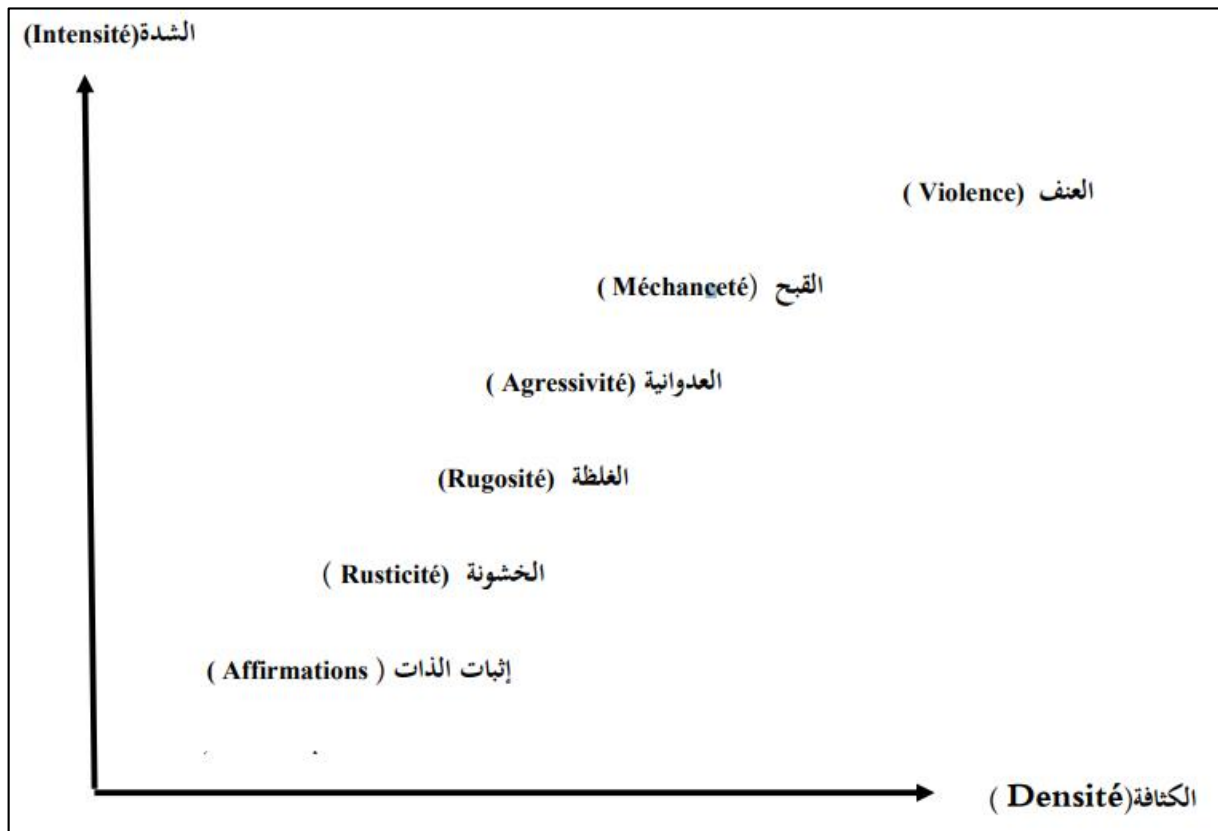 الشدة(Intensité)
العنف (Violence )
القبح (Méchanceté )
العدوانية (Agressivité )
الغلظة (Rugosité)
الخشونة (Rusticité )
إثبات الذات ( Affirmations )
الكثافة(Densité )